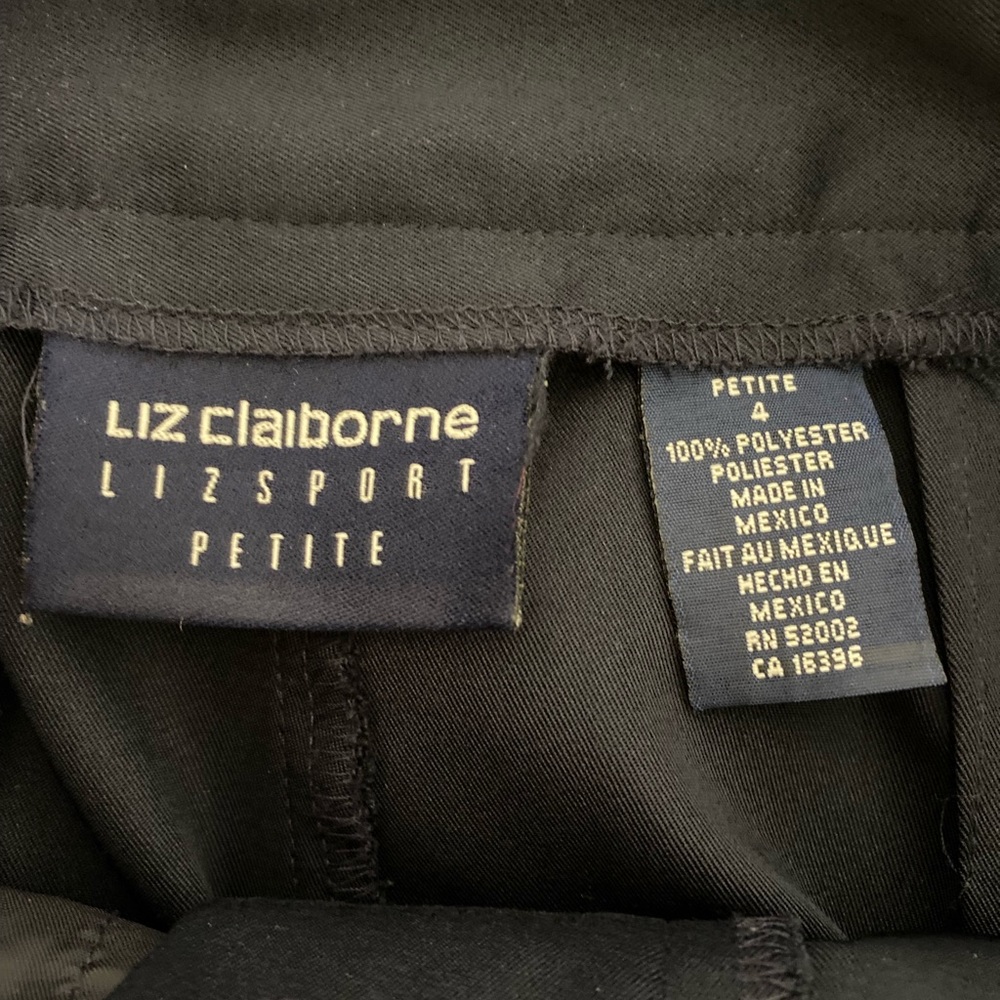 LIZ claiborne
LIZSPORT
PETITE
PETITE
4
100% POLYESTER
POLIESTER
MADE IN
MEXICO
FAIT AU MEXIQUE
HECHO EN
MEXICO
RN 52002
CA 16396